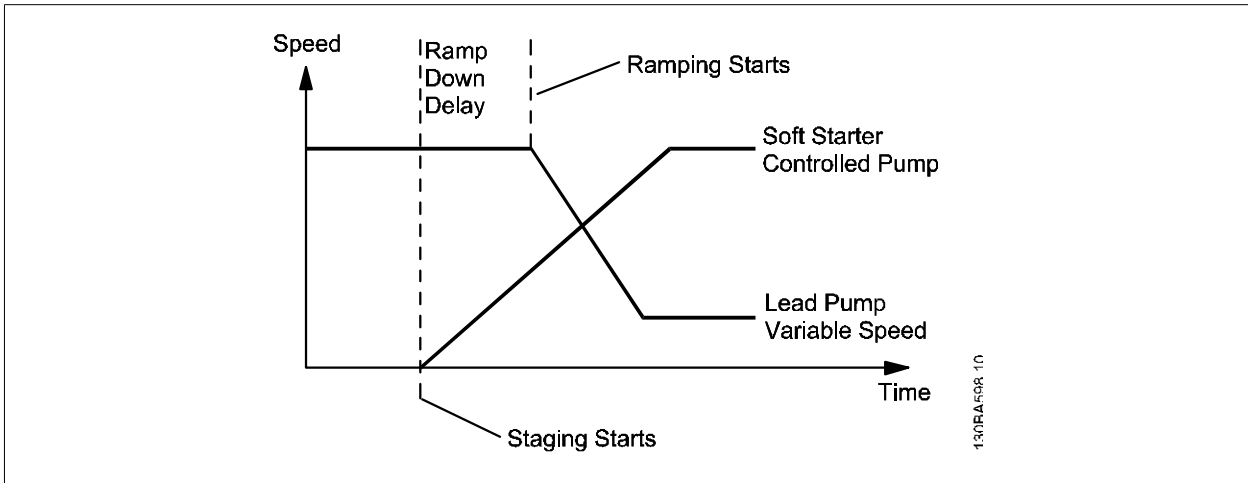 Speed
Ramp
Down
Delay
Ramping Starts
Soft Starter
Controlled Pump
Lead Pump
Variable Speed
Time
Staging Starts
130BA598.10